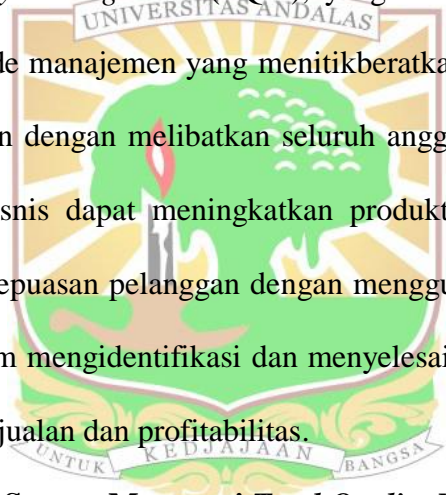 UNIVERSITAS ANDALAS
de manajemen yang menitikberatka
n dengan melibatkan seluruh angg
isnis dapat meningkatkan produkt
epuasan pelanggan dengan menggu
m mengidentifikasi dan menyelesai
jualan dan profitabilitas.
UNTUK KEDJAJAAN BANGSA